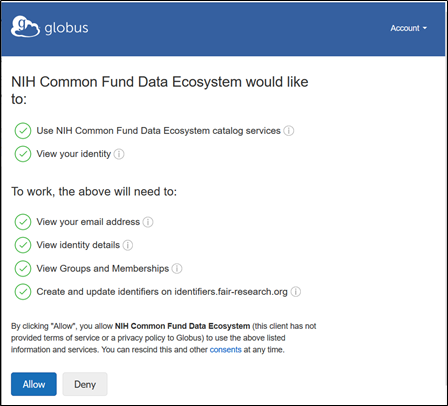 globus
Account
NIH Common Fund Data Ecosystem would like
to:
Use NIH Common Fund Data Ecosystem catalog services
View your identity
To work, the above will need to:
View your email address
View identity details
View Groups and Memberships
Create and update identifiers on identifiers.fair-research.org
By clicking "Allow", you allow NIH Common Fund Data Ecosystem (this client has
not provided terms of service or a privacy policy to Globus) to use the above
listed information and services. You can rescind this and other consents at any time.
Allow
Deny